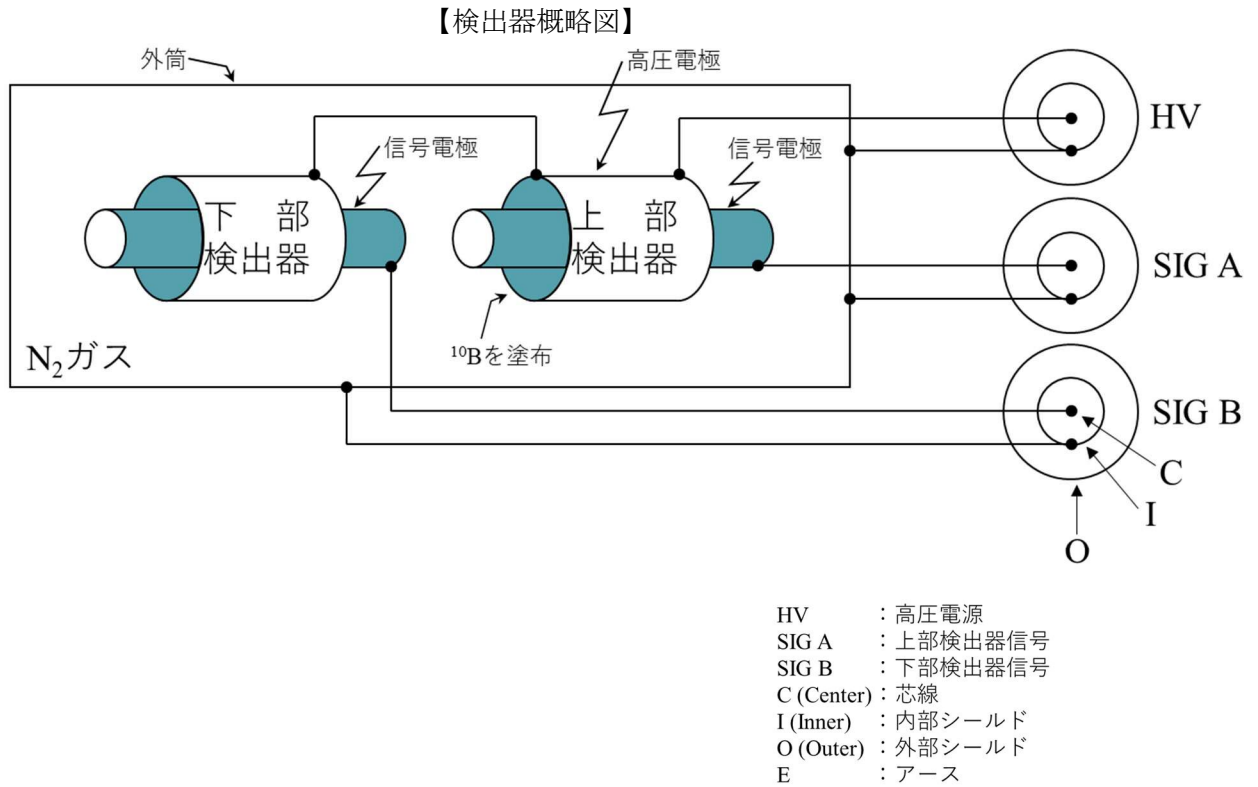 【検出器概略図】
外筒
高圧電極
信号電極
信号電極
下 部
検出器
上 部
検出器
¹⁰Bを塗布
N₂ガス
HV
SIG A
SIG B
C
I
O
HV ：高圧電源
SIG A ：上部検出器信号
SIG B ：下部検出器信号
C (Center)：芯線
I (Inner) ：内部シールド
O (Outer) ：外部シールド
E ：アース